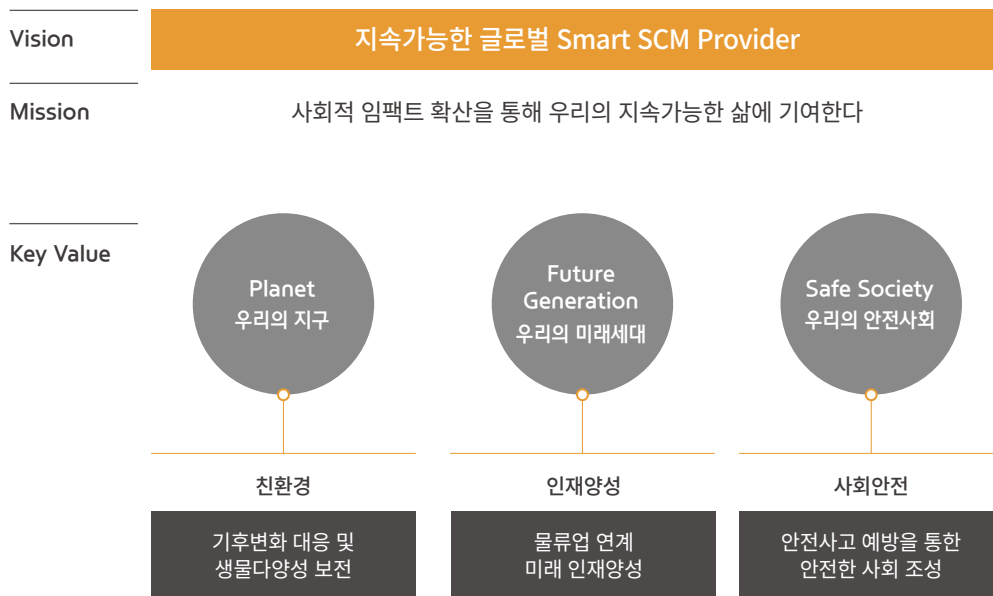 Vision
지속가능한 글로벌 Smart SCM Provider
Mission
사회적 임팩트 확산을 통해 우리의 지속가능한 삶에 기여한다
Key Value
Planet
우리의 지구
Future
Generation
우리의 미래세대
Safe Society
우리의 안전사회
친환경
인재양성
사회안전
기후변화 대응 및
생물다양성 보전
물류업 연계
미래 인재양성
안전사고 예방을 통한
안전한 사회 조성